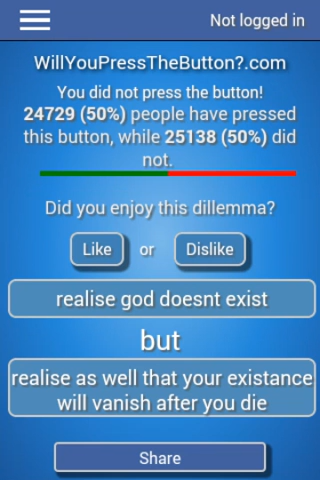 Not logged in
WillYouPressTheButton?.com
You did not press the button!
24729 (50%) people have pressed
this button, while 25138 (50%) did
not.
Did you enjoy this dillemma?
Like or Dislike
realise god doesnt exist
but
realise as well that your existance
will vanish after you die
Share